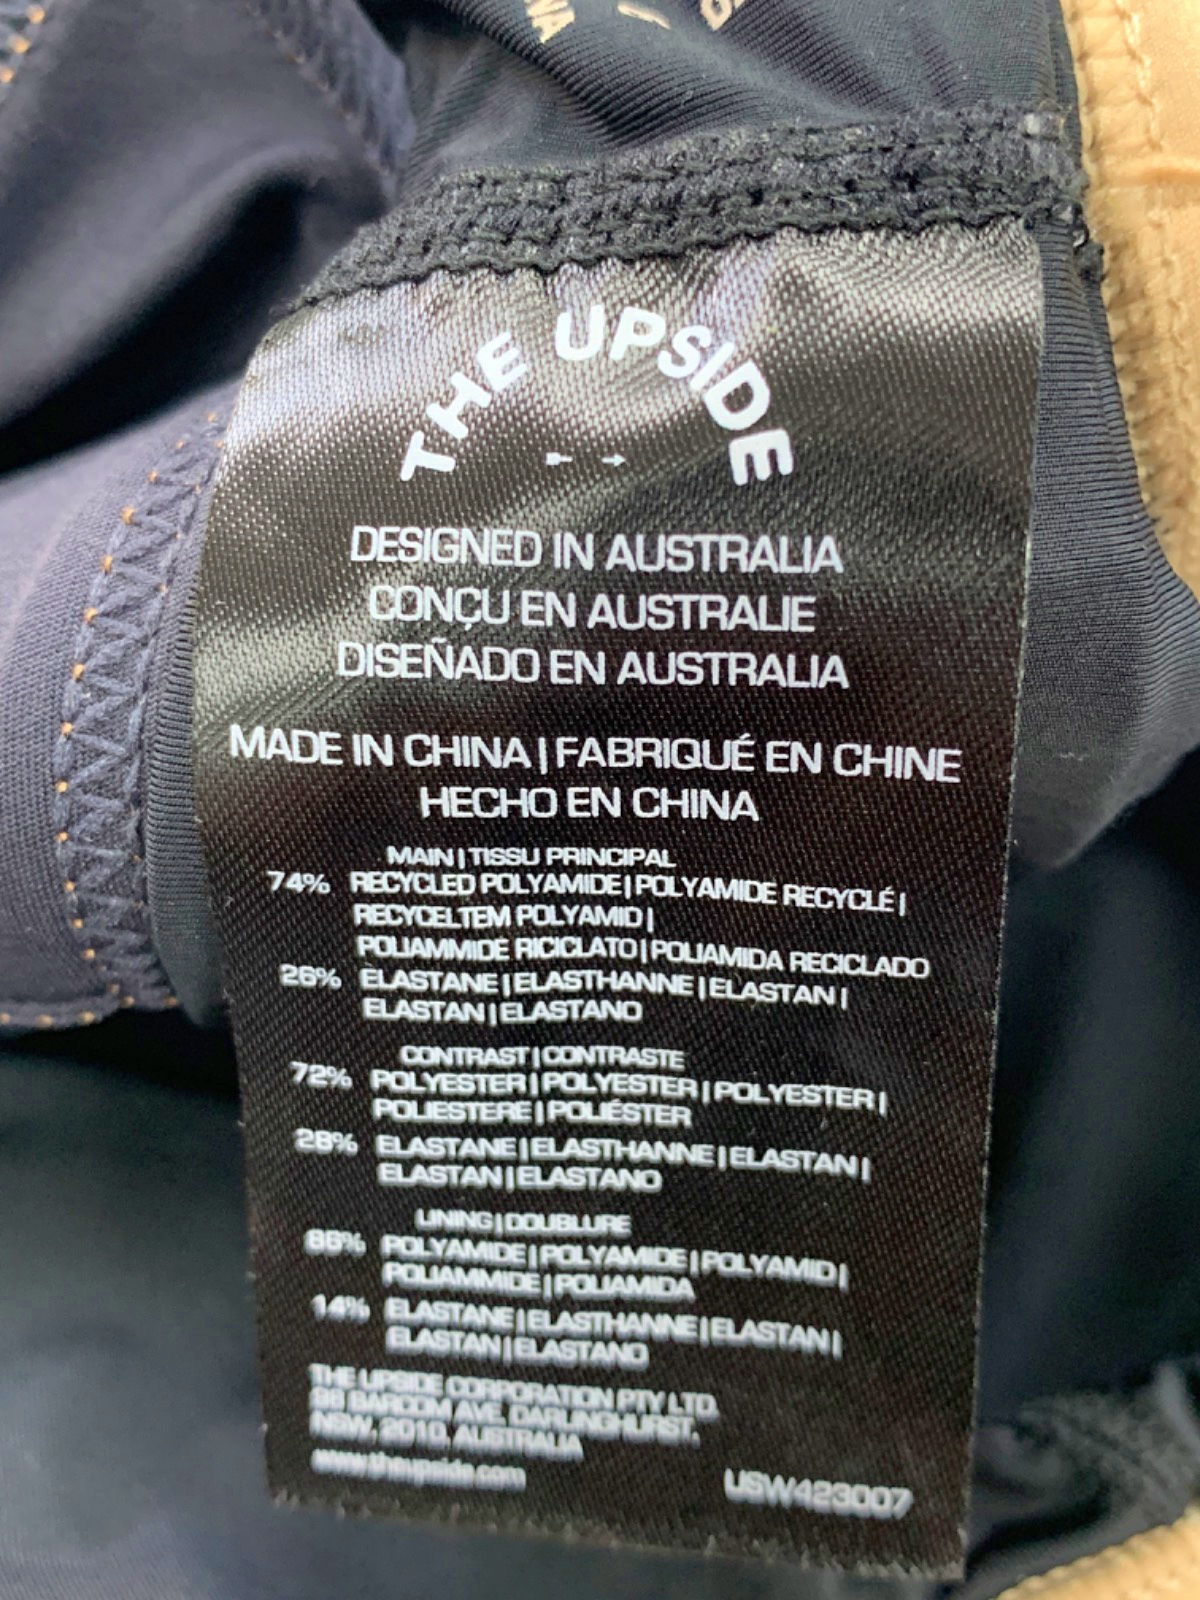 THE UPSIDE
DESIGNED IN AUSTRALIA
CONÇU EN AUSTRALIE
DISEÑADO EN AUSTRALIA
MADE IN CHINA | FABRIQUÉ EN CHINE
HECHO EN CHINA
MAIN | TISSU PRINCIPAL
74% RECYCLED POLYAMIDE | POLYAMIDE RECYCLÉ |
RECYCELTEM POLYAMID |
POLIAMMIDE RICICLATO | POLIAMIDA RECICLADO
26% ELASTANE | ELASTHANNE | ELASTAN |
ELASTAN | ELASTANO
CONTRAST | CONTRASTE
72% POLYESTER | POLYESTER | POLYESTER |
POLIESTERE | POLIÉSTER
28% ELASTANE | ELASTHANNE | ELASTAN |
ELASTAN | ELASTANO
LINING | DOUBLURE
86% POLYAMIDE | POLYAMIDE | POLYAMID |
POLIAMMIDE | POLIAMIDA
14% ELASTANE | ELASTHANNE | ELASTAN |
ELASTAN | ELASTANO
THE UPSIDE CORPORATION PTY LTD.
BARCOM AVE, DARLINGHURST,
NSW, 2010, AUSTRALIA
www.theupside.com
USW423007